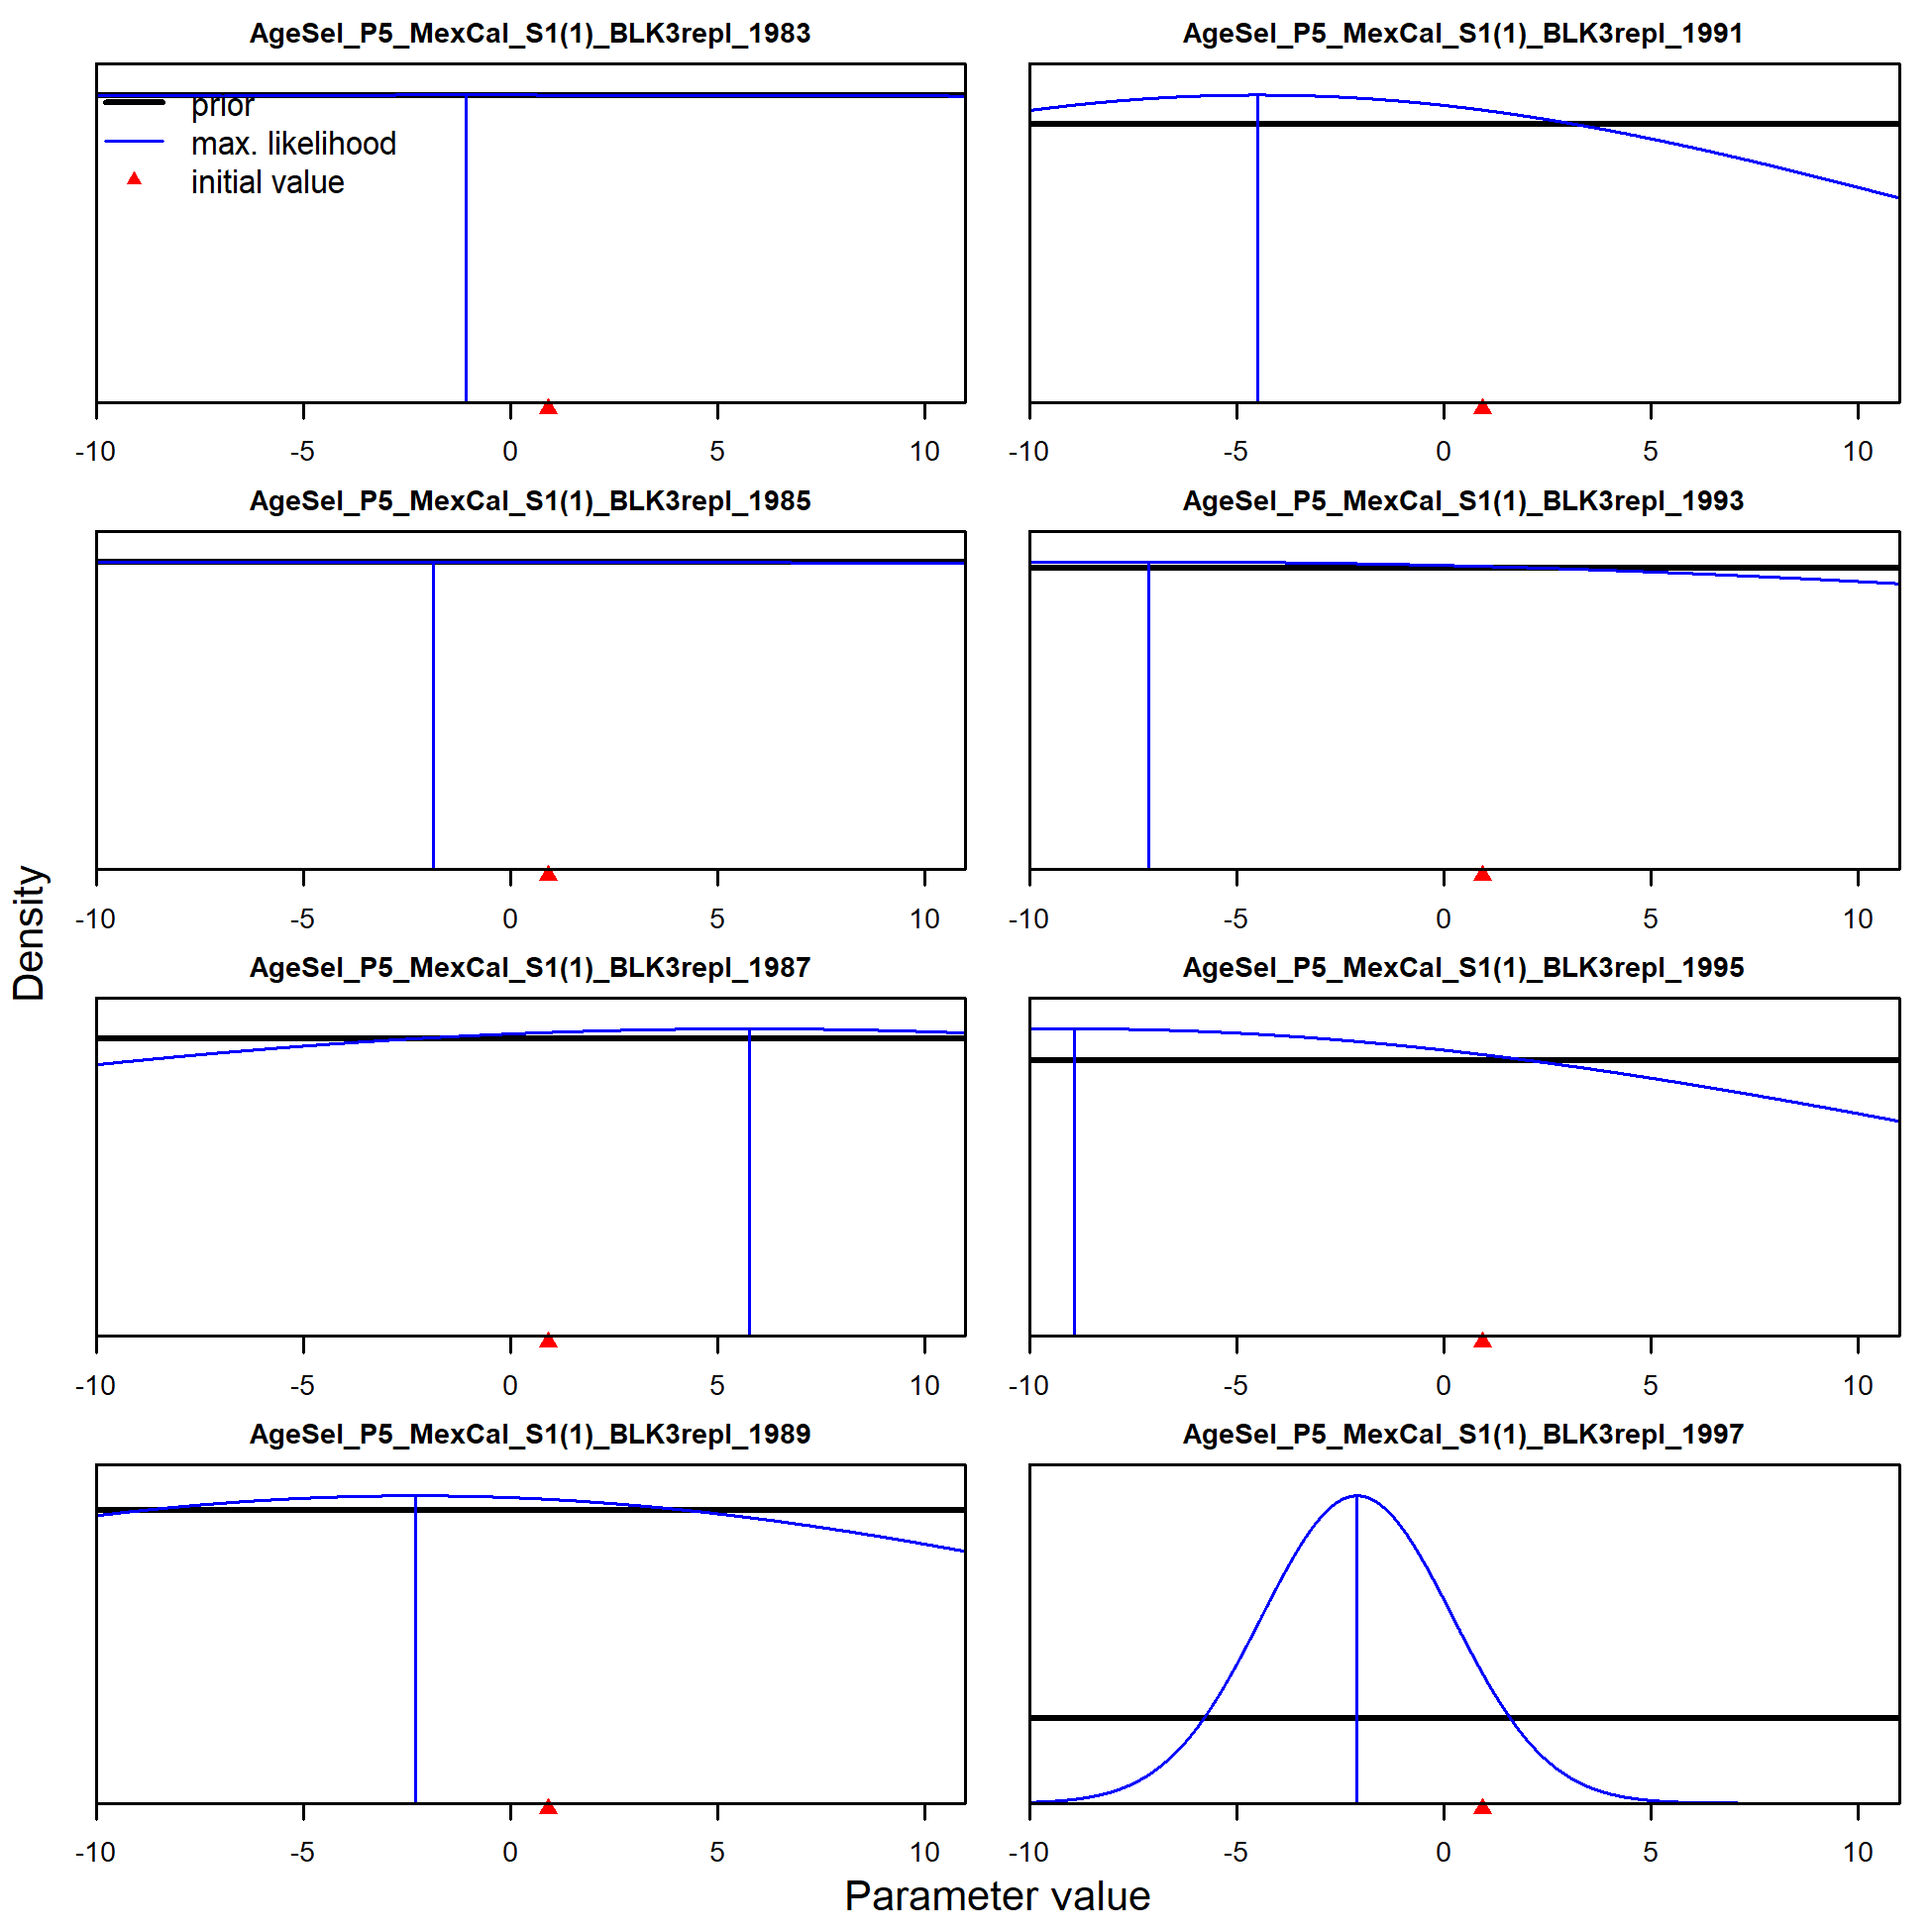 AgeSel_P5_MexCal_S1(1)_BLK3repl_1983
prior
max. likelihood
initial value
-10 -5 0 5 10
AgeSel_P5_MexCal_S1(1)_BLK3repl_1991
-10 -5 0 5 10
AgeSel_P5_MexCal_S1(1)_BLK3repl_1985
-10 -5 0 5 10
AgeSel_P5_MexCal_S1(1)_BLK3repl_1993
-10 -5 0 5 10
AgeSel_P5_MexCal_S1(1)_BLK3repl_1987
-10 -5 0 5 10
AgeSel_P5_MexCal_S1(1)_BLK3repl_1995
-10 -5 0 5 10
AgeSel_P5_MexCal_S1(1)_BLK3repl_1989
-10 -5 0 5 10
AgeSel_P5_MexCal_S1(1)_BLK3repl_1997
-10 -5 0 5 10
Density
Parameter value